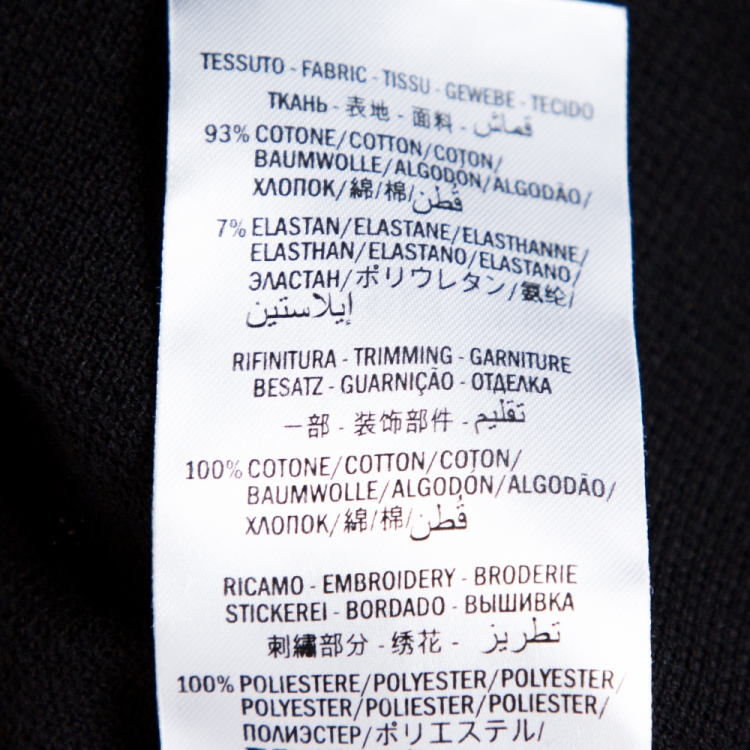 TESSUTO - FABRIC - TISSU - GEWEBE - TECIDO
ТКАНЬ - 表地 - 面料 - قماش
93% COTONE/COTTON/COTON/
BAUMWOLLE/ALGODÓN/ALGODÃO/
ХЛОПОК/綿/棉/قُطن
7% ELASTAN/ELASTANE/ELASTHANNE/
ELASTHAN/ELASTANO/ELASTANO/
ЭЛАСТАН/ポリウレタン/氨纶/
إيلاستين
RIFINITURA - TRIMMING - GARNITURE
BESATZ - GUARNIÇÃO - ОТДЕЛКА
一部 - 装饰部件 - تقليم
100% COTONE/COTTON/COTON/
BAUMWOLLE/ALGODÓN/ALGODÃO/
ХЛОПОК/綿/棉/قُطن
RICAMO - EMBROIDERY - BRODERIE
STICKEREI - BORDADO - ВЫШИВКА
刺繍部分 - 绣花 - تطريز
100% POLIESTERE/POLYESTER/POLYESTER/
POLYESTER/POLIESTER/POLIESTER/
ПОЛИЭСТЕР/ポリエステル/